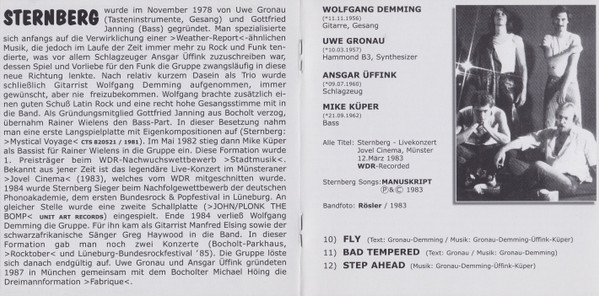 STERNBERG wurde im November 1978 von Uwe Gronau
(Tasteninstrumente, Gesang) und Gottfried
Janning (Bass) gegründet. Man spezialisierte
sich anfangs auf die Verwirklichung einer >Weather-Report<-ähnlichen
Musik, die jedoch im Laufe der Zeit immer mehr zu Rock und Funk ten-
dierte, was vor allem Schlagzeuger Ansgar Üffink zuzuschreiben war,
dessen Spiel und Vorliebe für den Funk die Gruppe zwangsläufig in diese
neue Richtung lenkte. Nach relativ kurzem Dasein als Trio wurde
schließlich Gitarrist Wolfgang Demming aufgenommen, immer
gewünscht, aber nie freizubekommen. Wolfgang brachte zusätzlich ei-
nen guten Schuß Latin Rock und eine recht hohe Gesangsstimme mit in
die Band. Als Gründungsmitglied Gottfried Janning aus Bocholt verzog,
übernahm Rainer Wielens den Bass-Part. In dieser Besetzung nahm
man eine erste Langspielplatte mit Eigenkompositionen auf (Sternberg:
>Mystical Voyage< (CTS 820521 / 1981). Im Mai 1982 stieg dann Mike Küper
als Bassist für Rainer Wielens in die Gruppe ein. Diese Formation wurde
1. Preisträger beim WDR-Nachwuchswettbewerb >Stadtmusik<.
Bekannt aus jener Zeit ist das legendäre Live-Konzert im Münsteraner
>Jovel Cinema< (1983), welches vom WDR mitgeschnitten wurde.
1984 wurde Sternberg Sieger beim Nachfolgewettbewerb der deutschen
Phonoakademie, dem ersten Bundesrock & Popfestival in Lüneburg. An
gleicher Stelle wurde eine zweite Schallplatte (>JOHN/PLONK THE
BOMP< UNIT ART RECORDS) eingespielt. Ende 1984 verließ Wolfgang
Demming die Gruppe. Für ihn kam als Gitarrist Manfred Eising sowie der
schwarzafrikanische Sänger Greg Haywood in die Band. In dieser
Formation gab man noch zwei Konzerte (Bocholt-Parkhaus,
>Rocktober< und Lüneburg-Bundesrockfestival '85). Die Gruppe löst
sich danach endgültig auf. Uwe Gronau und Ansgar Üffink gründeten
1987 in München gemeinsam mit dem Bocholter Michael Höing die
Dreimannformation >Fabrique<.
WOLFGANG DEMMING
(*11.11.1956)
Gitarre, Gesang
UWE GRONAU
(*10.03.1957)
Hammond B3, Synthesizer
ANSGAR ÜFFINK
(*09.07.1960)
Schlagzeug
MIKE KÜPER
(*21.09.1962)
Bass
Alle Titel: Sternberg - Livekonzert
Jovel Cinema, Münster
12.März 1983
WDR-Recorded
Sternberg Songs: MANUSKRIPT
Ⓟ&Ⓒ 1983
Bandfoto: Rösler / 1983
10) FLY (Text: Gronau-Demming / Musik: Gronau-Demming-Üffink-Küper)
11) BAD TEMPERED (Text: Gronau / Musik: Gronau-Demming)
12) STEP AHEAD (Musik: Gronau-Demming-Üffink-Küper)